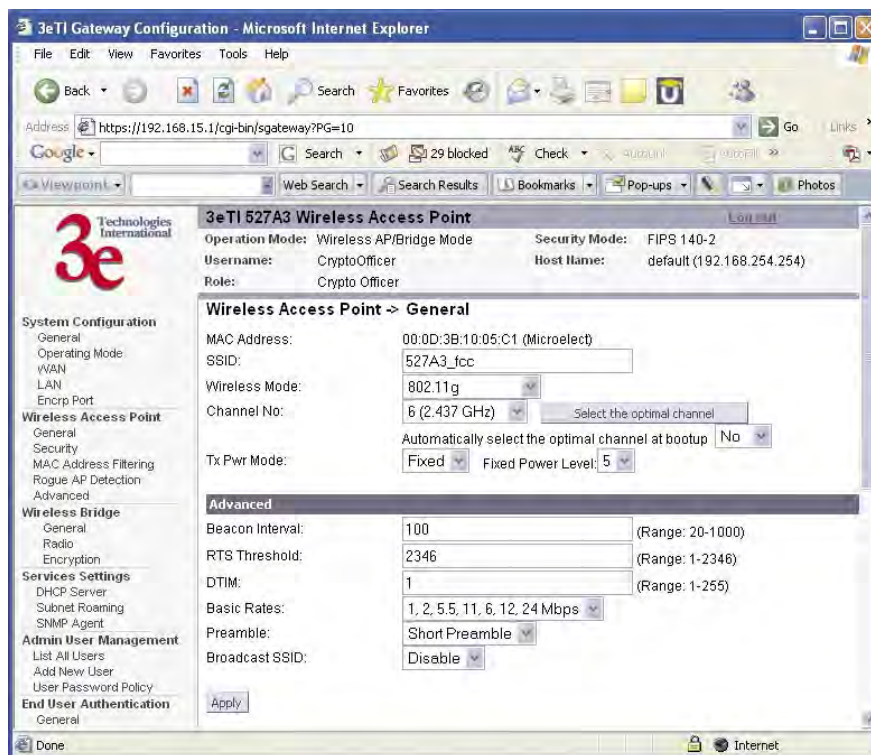 3eTI Gateway Configuration - Microsoft Internet Explorer
File Edit View Favorites Tools Help
Back Search Favorites
Address https://192.168.15.1/cgi-bin/sgateway?PG=10 Go Links »
Google Search 29 blocked ABC Check »
Viewpoint Web Search Search Results Bookmarks Pop-ups Photos
3e Technologies International
3eTI 527A3 Wireless Access Point Log out
Operation Mode: Wireless AP/Bridge Mode Security Mode: FIPS 140-2
Username: CryptoOfficer Host Name: default (192.168.254.254)
Role: Crypto Officer
System Configuration
General
Operating Mode
WAN
LAN
Encrp Port
Wireless Access Point
General
Security
MAC Address Filtering
Rogue AP Detection
Advanced
Wireless Bridge
General
Radio
Encryption
Services Settings
DHCP Server
Subnet Roaming
SNMP Agent
Admin User Management
List All Users
Add New User
User Password Policy
End User Authentication
General
Wireless Access Point -> General
MAC Address: 00:0D:3B:10:05:C1 (Microelect)
SSID: 527A3_fcc
Wireless Mode: 802.11g
Channel No: 6 (2.437 GHz) Select the optimal channel
Automatically select the optimal channel at bootup No
Tx Pwr Mode: Fixed Fixed Power Level: 5
Advanced
Beacon Interval: 100 (Range: 20-1000)
RTS Threshold: 2346 (Range: 1-2346)
DTIM: 1 (Range: 1-255)
Basic Rates: 1, 2, 5.5, 11, 6, 12, 24 Mbps
Preamble: Short Preamble
Broadcast SSID: Disable
Apply
Done Internet